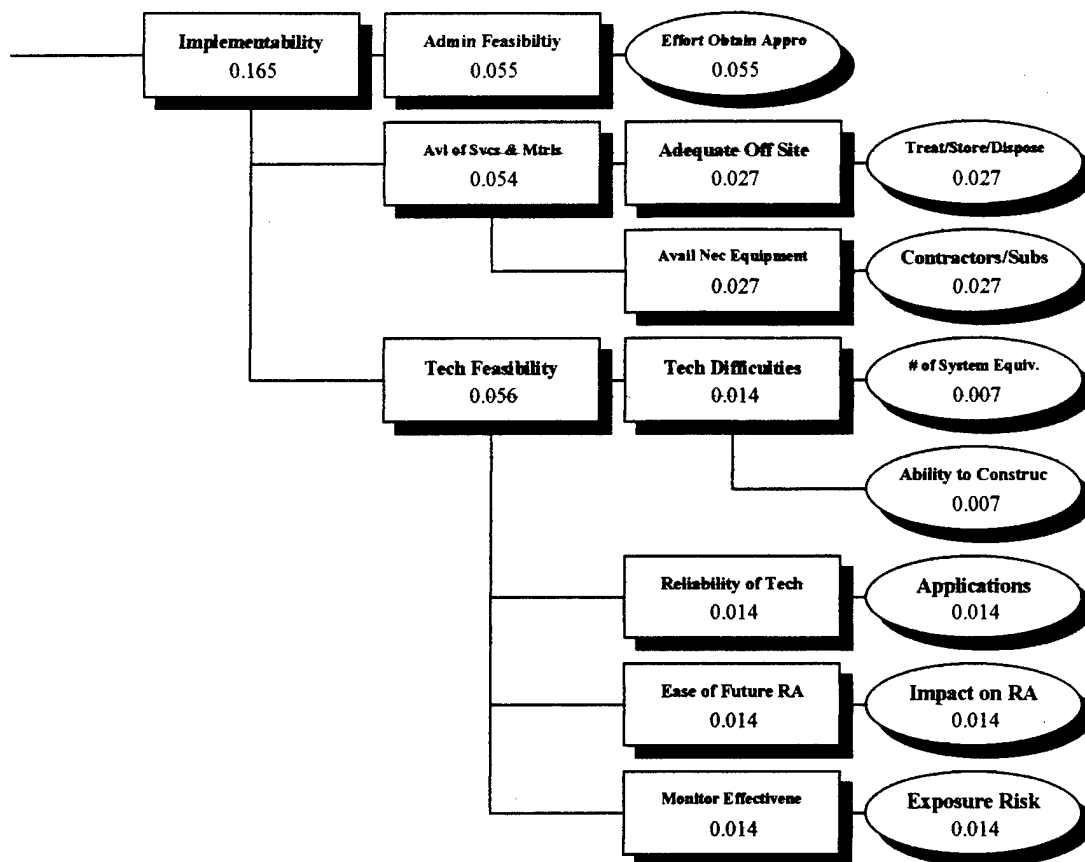 Implementability
0.165
Admin Feasibiltiy
0.055
Effort Obtain Appro
0.055
Avl of Svcs & Mtrls
0.054
Adequate Off Site
0.027
Treat/Store/Dispose
0.027
Avail Nec Equipment
0.027
Contractors/Subs
0.027
Tech Feasibility
0.056
Tech Difficulties
0.014
# of System Equiv.
0.007
Ability to Construc
0.007
Reliability of Tech
0.014
Applications
0.014
Ease of Future RA
0.014
Impact on RA
0.014
Monitor Effectivene
0.014
Exposure Risk
0.014